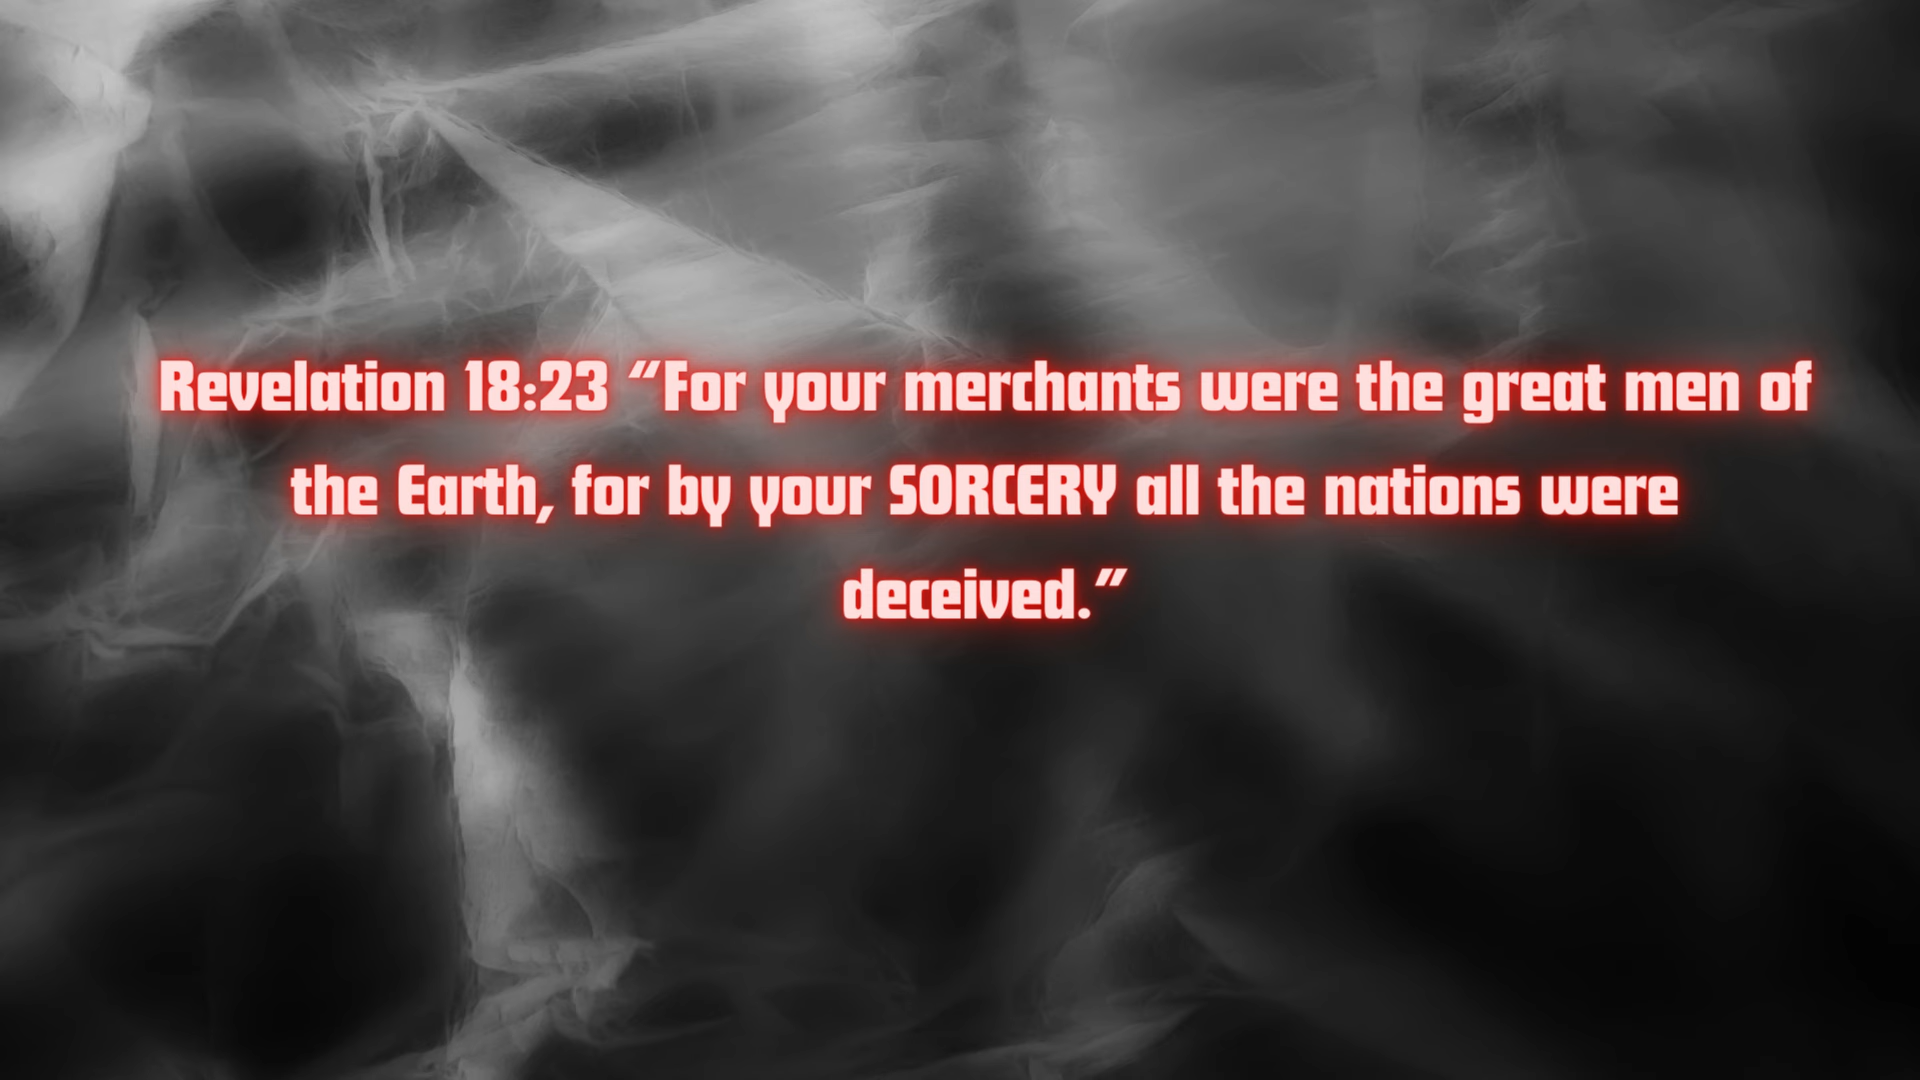 Revelation 18:23 “For your merchants were the great men of
the Earth, for by your SORCERY all the nations were
deceived.”